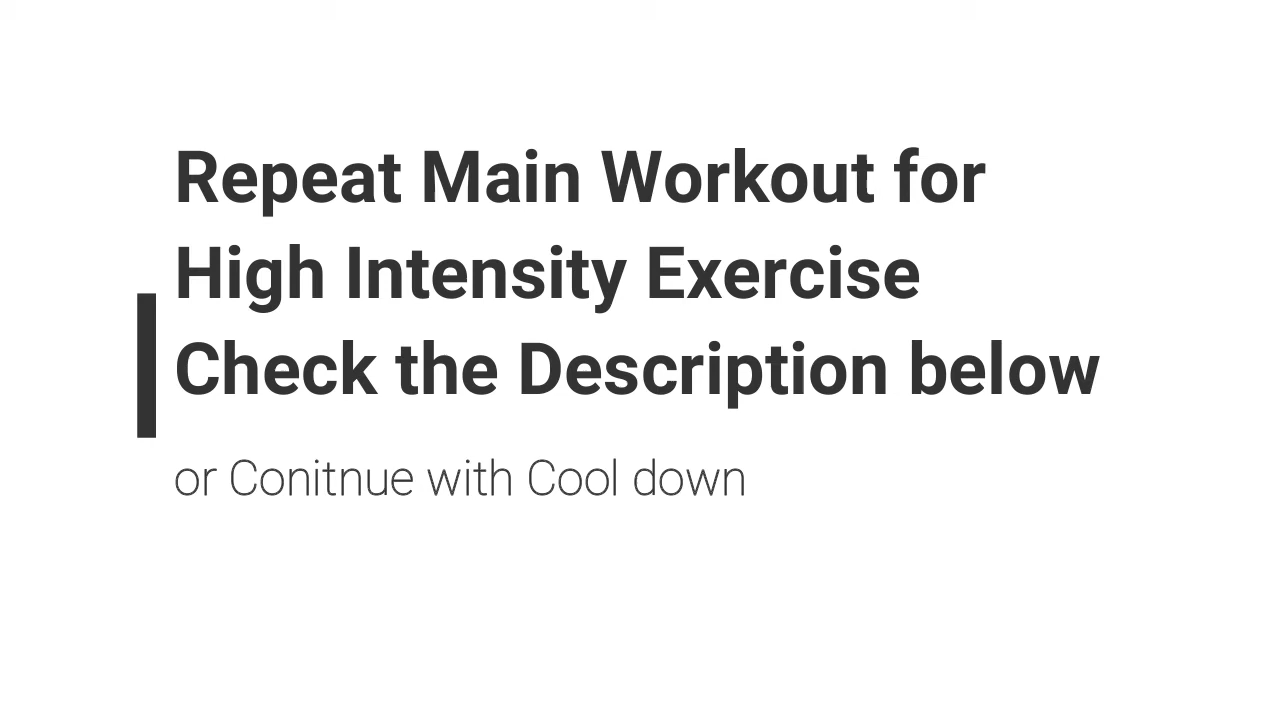 Repeat Main Workout for
High Intensity Exercise
Check the Description below
or Conitnue with Cool down